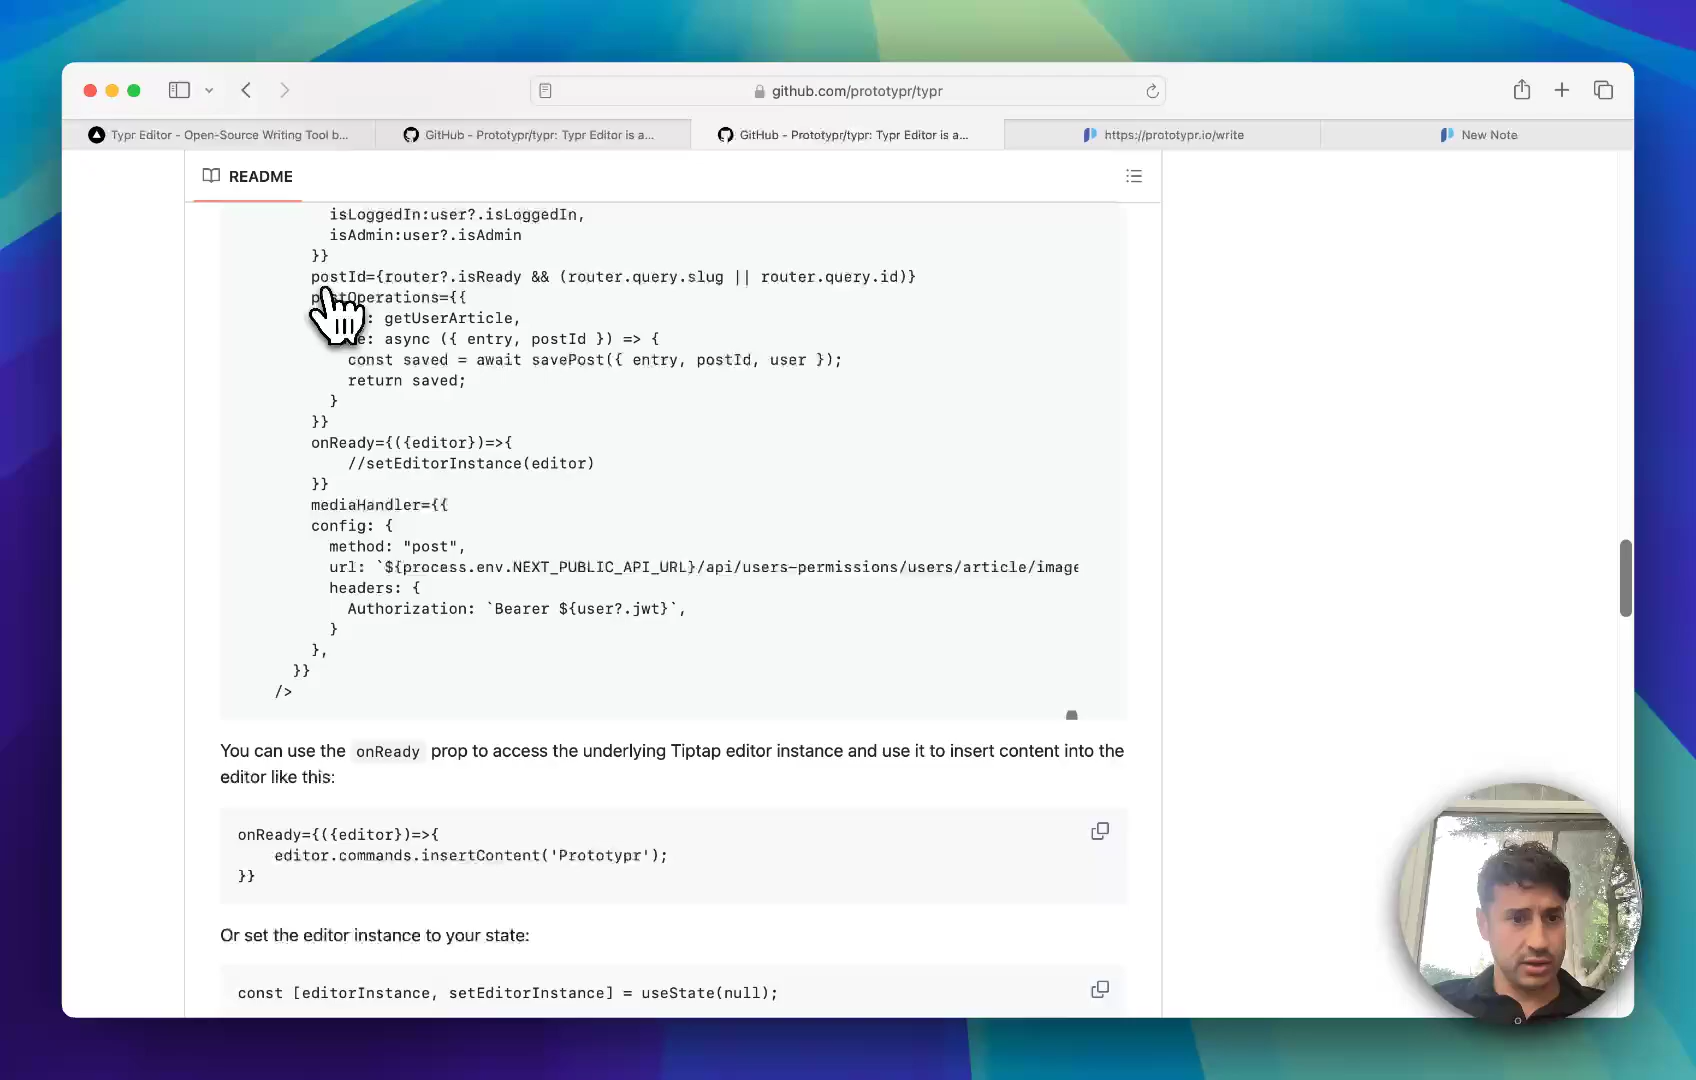 github.com/prototypr/typr
Typr Editor - Open-Source Writing Tool b...
GitHub - Prototypr/typr: Typr Editor is a...
GitHub - Prototypr/typr: Typr Editor is a...
https://prototypr.io/write
New Note
README
isLoggedIn:user?.isLoggedIn,
isAdmin:user?.isAdmin
}}
postId={router?.isReady && (router.query.slug || router.query.id)}
Operations={{
: getUserArticle,
: async ({ entry, postId }) => {
const saved = await savePost({ entry, postId, user });
return saved;
}
}}
onReady={({editor})=>{
//setEditorInstance(editor)
}}
mediaHandler={{
config: {
method: "post",
url: `${process.env.NEXT_PUBLIC_API_URL}/api/users-permissions/users/article/image
headers: {
Authorization: `Bearer ${user?.jwt}`,
}
},
}}
/>
You can use the onReady prop to access the underlying Tiptap editor instance and use it to insert content into the
editor like this:
onReady={({editor})=>{
editor.commands.insertContent('Prototypr');
}}
Or set the editor instance to your state:
const [editorInstance, setEditorInstance] = useState(null);